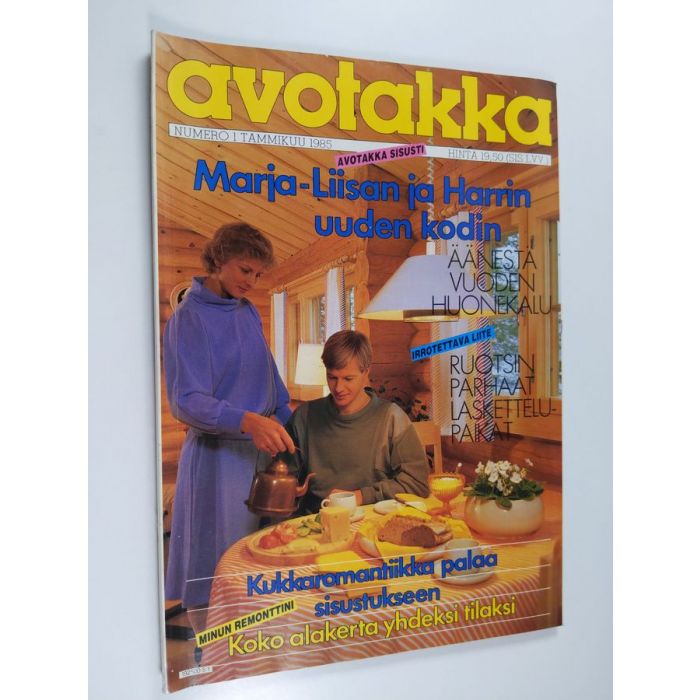 avotakka
NUMERO 1 TAMMIKUU 1985
HINTA 19,50 (SIS LVV.)
AVOTAKKA SISUSTI
Marja-Liisan ja Harrin
uuden kodin
ÄÄNESTÄ
VUODEN
HUONEKALU
IRROTETTAVA LIITE
RUOTSIN
PARHAAT
LASKETTELU-
PAIKAT
Kukkaromantiikka palaa
sisustukseen
MINUN REMONTTINI
Koko alakerta yhdeksi tilaksi